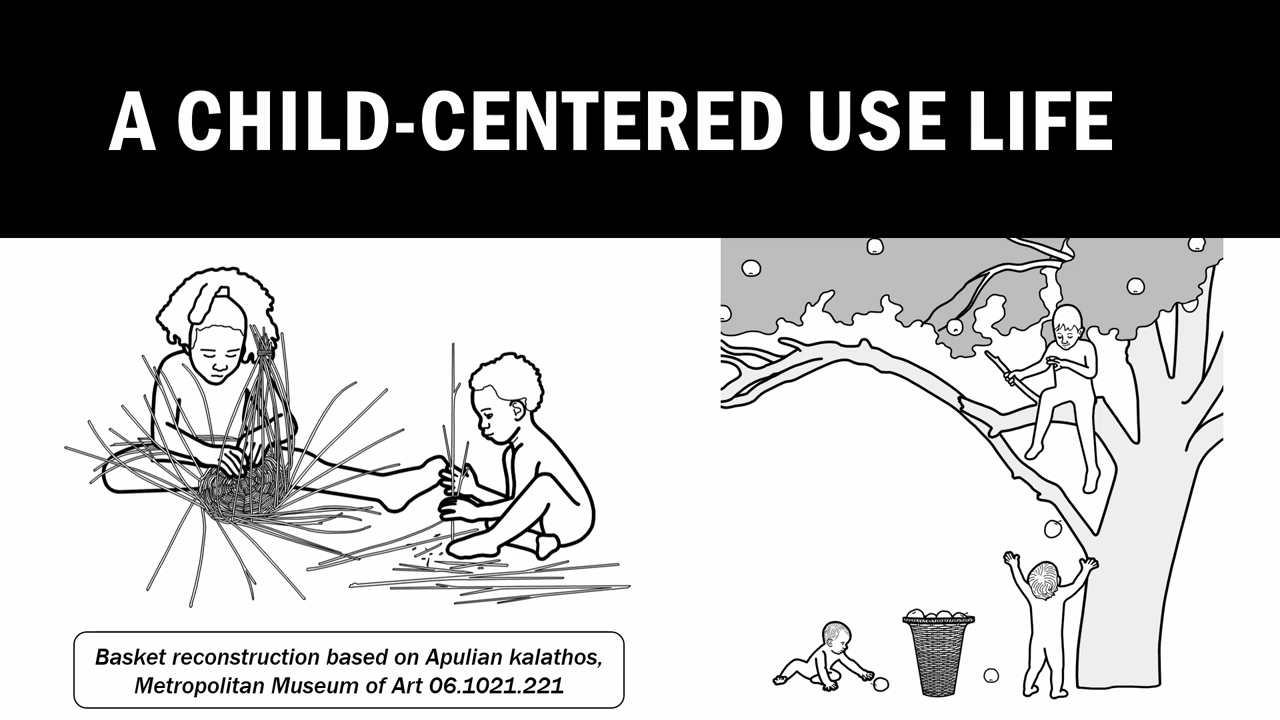 A CHILD-CENTERED USE LIFE
Basket reconstruction based on Apulian kalathos,
Metropolitan Museum of Art 06.1021.221